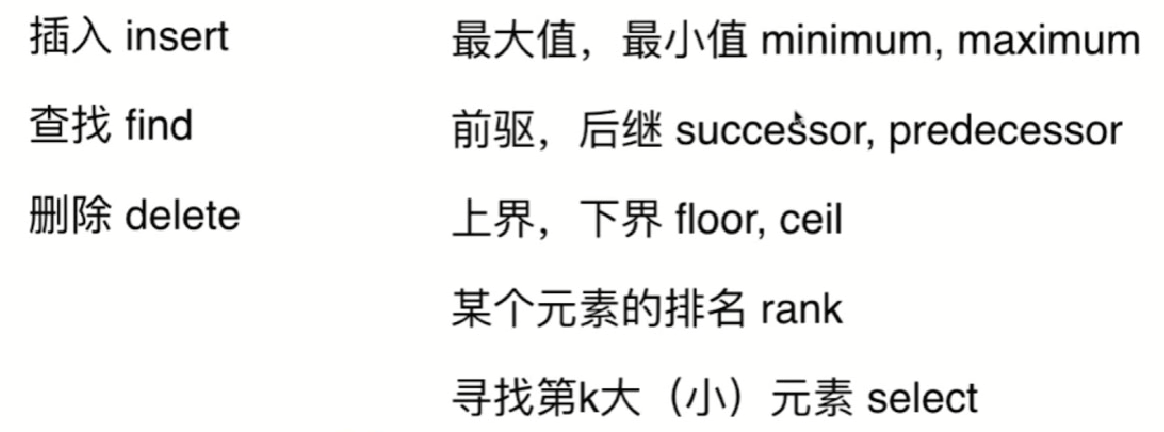 插入 insert
查找 find
删除 delete
最大值，最小值 minimum, maximum
前驱，后继 successor, predecessor
上界，下界 floor, ceil
某个元素的排名 rank
寻找第k大（小）元素 select